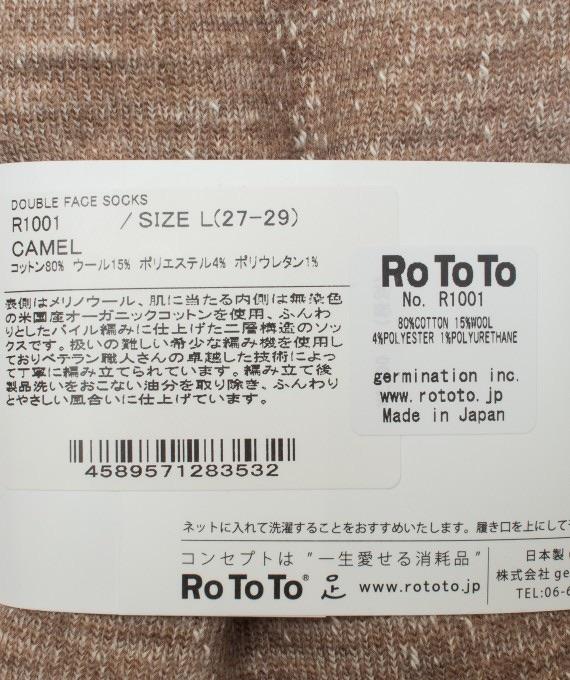 DOUBLE FACE SOCKS
R1001 / SIZE L(27-29)
CAMEL
コットン80% ウール15% ポリエステル4% ポリウレタン1%
表側はメリノウール、肌に当たる内側は無染色
の米国産オーガニックコットンを使用、ふんわ
りとしたパイル編みに仕上げた二層構造のソッ
クスです。扱いの難しい希少な編み機を使用し
ておりベテラン職人さんの卓越した技術によっ
て丁寧に編み立てられています。編み立て後
製品洗いをおこない油分を取り除き、ふんわり
とやさしい風合いに仕上げています。
4589571283532
RoToTo
No. R1001
80%COTTON 15%WOOL
4%POLYESTER 1%POLYURETHANE
germination inc.
www.rototo.jp
Made in Japan
ネットに入れて洗濯することをおすすめいたします。履き口を上にして
コンセプトは "一生愛せる消耗品"
RoToTo® 足 www.rototo.jp
日本製
株式会社 ge
TEL:06-6